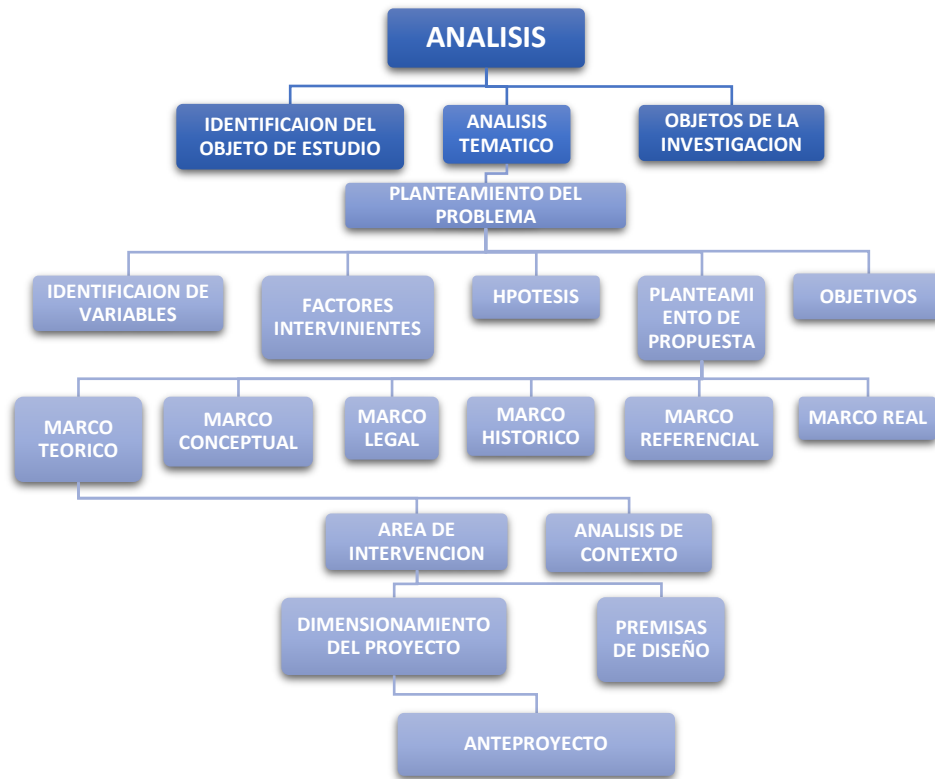 ANALISIS
IDENTIFICAION DEL
OBJETO DE ESTUDIO
ANALISIS
TEMATICO
OBJETOS DE LA
INVESTIGACION
PLANTEAMIENTO DEL
PROBLEMA
IDENTIFICAION DE
VARIABLES
FACTORES
INTERVINIENTES
HPOTESIS
PLANTEAMI
ENTO DE
PROPUESTA
OBJETIVOS
MARCO
TEORICO
MARCO
CONCEPTUAL
MARCO
LEGAL
MARCO
HISTORICO
MARCO
REFERENCIAL
MARCO REAL
AREA DE
INTERVENCION
ANALISIS DE
CONTEXTO
DIMENSIONAMIENTO
DEL PROYECTO
PREMISAS
DE DISEÑO
ANTEPROYECTO